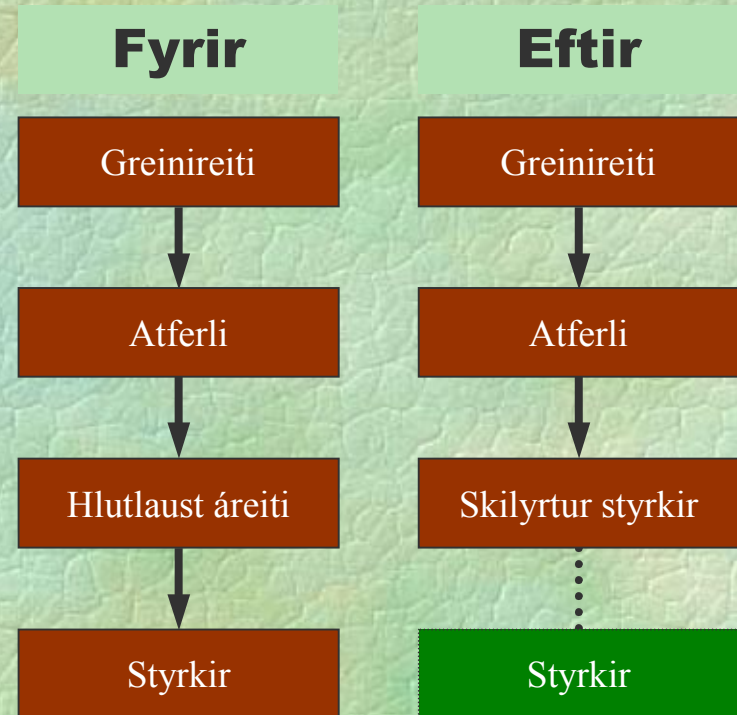 Fyrir
Greinireiti
Atferli
Hlutlaust áreiti
Styrkir
Eftir
Greinireiti
Atferli
Skilyrtur styrkir
Styrkir